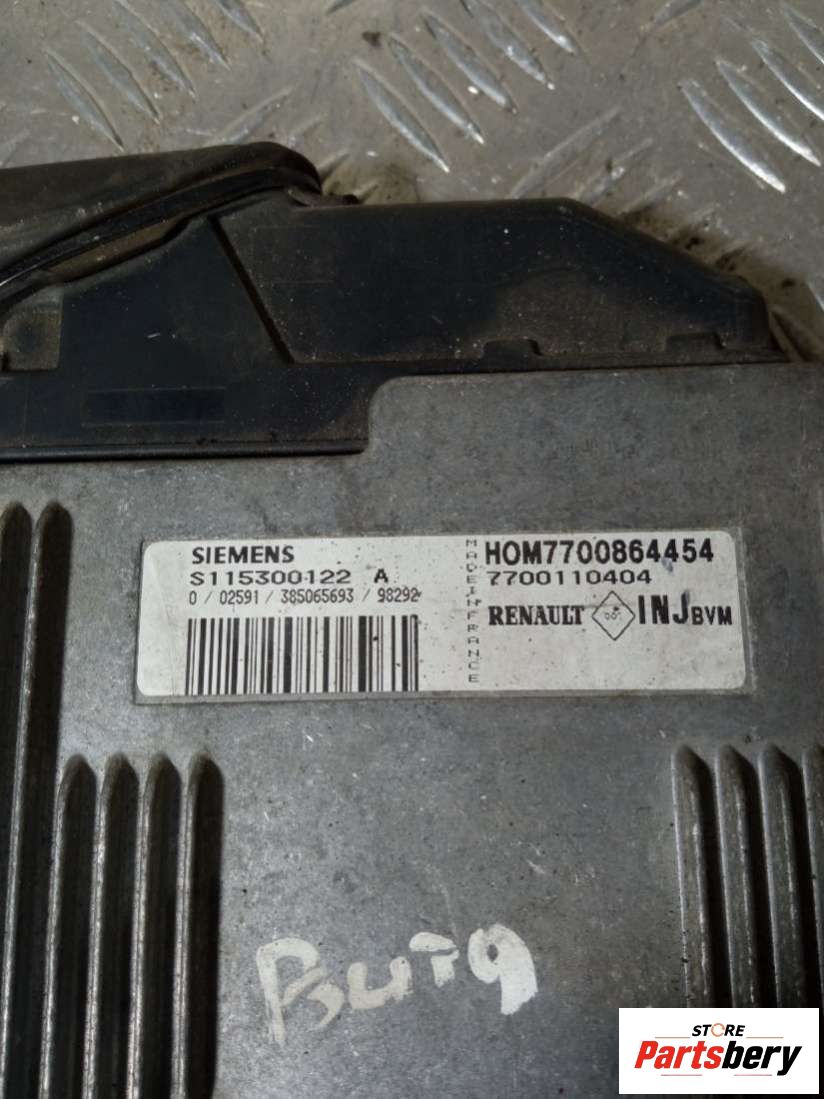 SIEMENS
S115300122 A
0 / 02591 / 385065693 / 98292
MADE IN FRANCE
HOM7700864454
7700110404
RENAULT INJ BVM
STORE
Partsbery